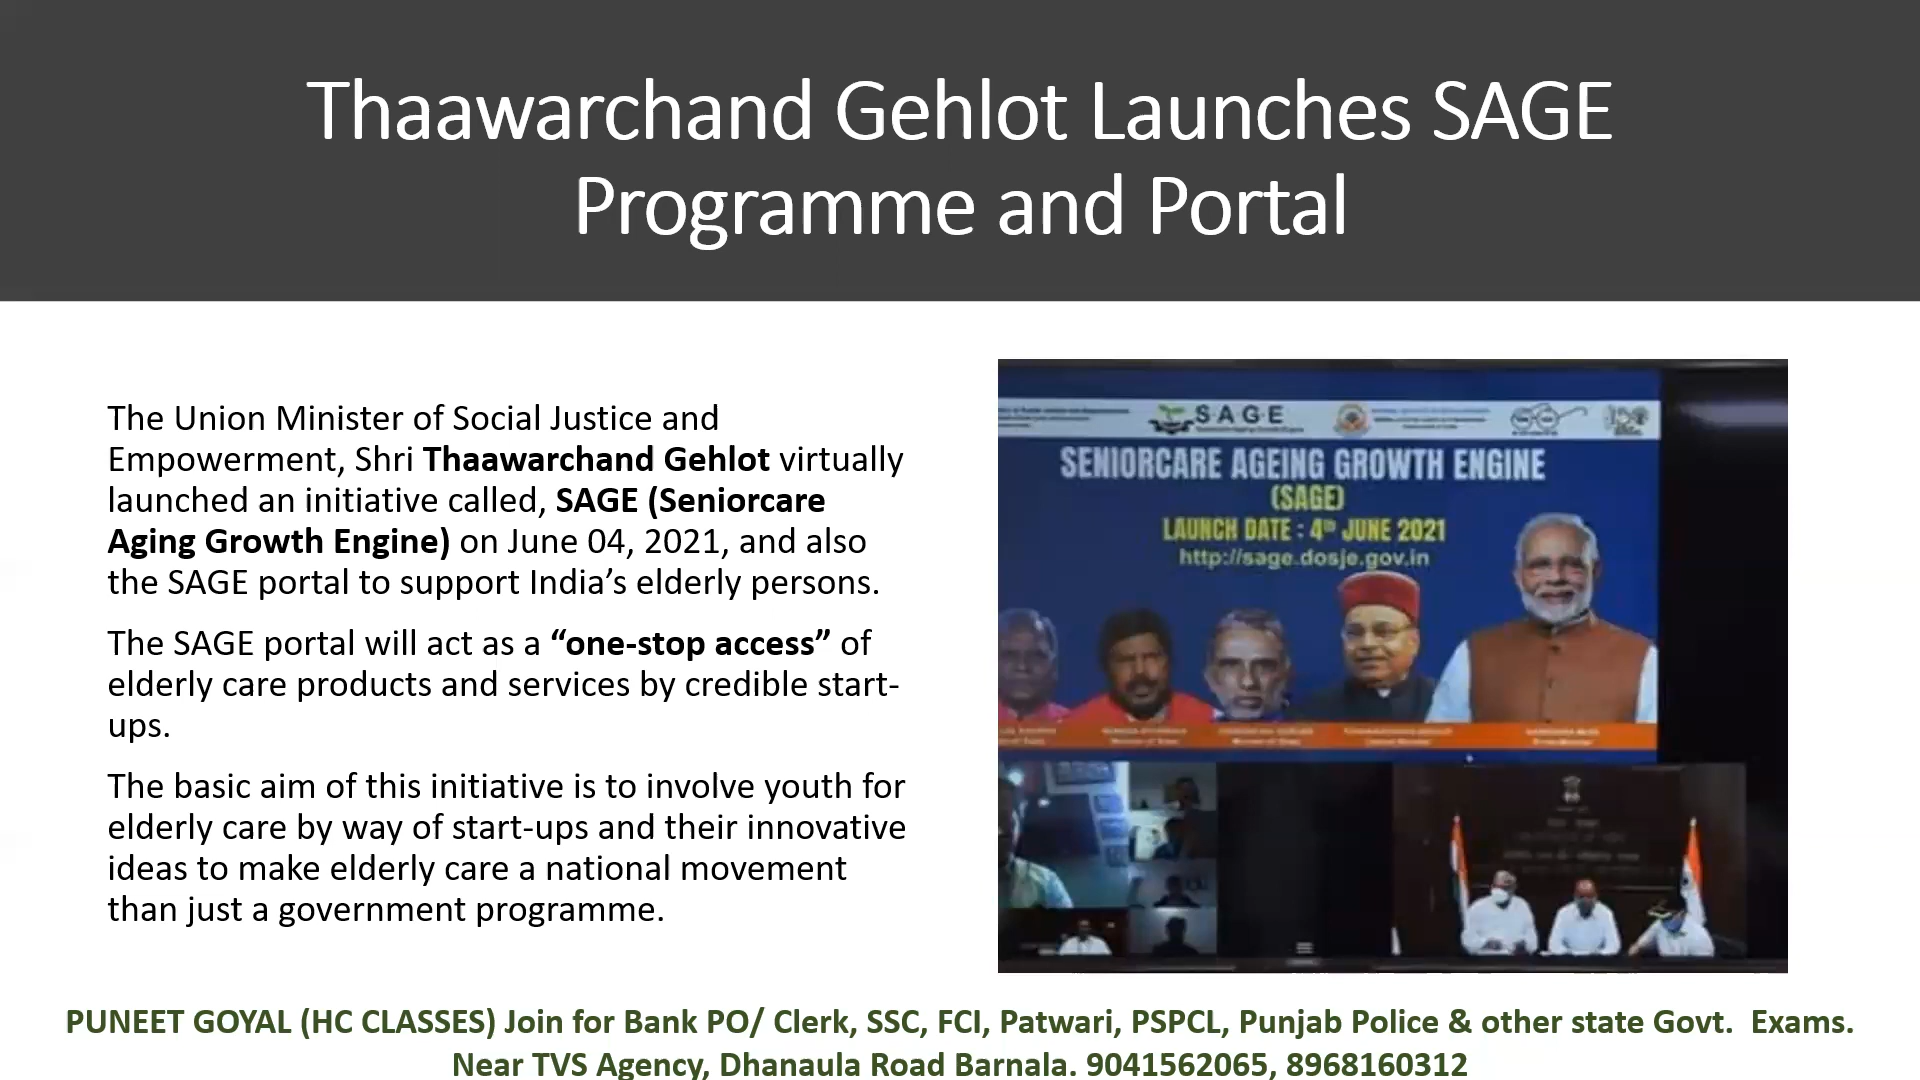 Thaawarchand Gehlot Launches SAGE
Programme and Portal
The Union Minister of Social Justice and
Empowerment, Shri Thaawarchand Gehlot virtually
launched an initiative called, SAGE (Seniorcare
Aging Growth Engine) on June 04, 2021, and also
the SAGE portal to support India’s elderly persons.
The SAGE portal will act as a “one-stop access” of
elderly care products and services by credible start-
ups.
The basic aim of this initiative is to involve youth for
elderly care by way of start-ups and their innovative
ideas to make elderly care a national movement
than just a government programme.
S·A·G·E
SENIORCARE AGEING GROWTH ENGINE
(SAGE)
LAUNCH DATE : 4th JUNE 2021
http://sage.dosje.gov.in
PUNEET GOYAL (HC CLASSES) Join for Bank PO/ Clerk, SSC, FCI, Patwari, PSPCL, Punjab Police & other state Govt.  Exams.
Near TVS Agency, Dhanaula Road Barnala. 9041562065, 8968160312